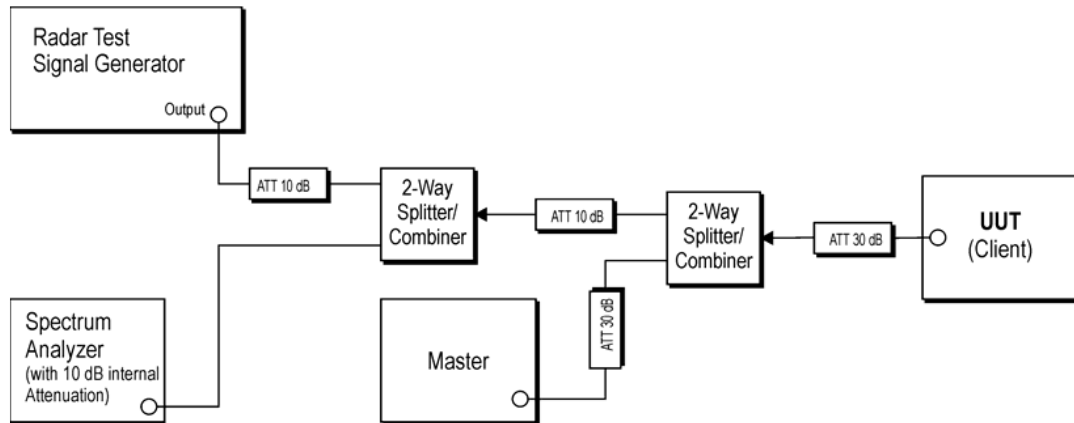 Radar Test
Signal Generator
Output
ATT 10 dB
2-Way
Splitter/
Combiner
ATT 10 dB
2-Way
Splitter/
Combiner
ATT 30 dB
UUT
(Client)
Spectrum
Analyzer
(with 10 dB internal
Attenuation)
Master
ATT 30 dB